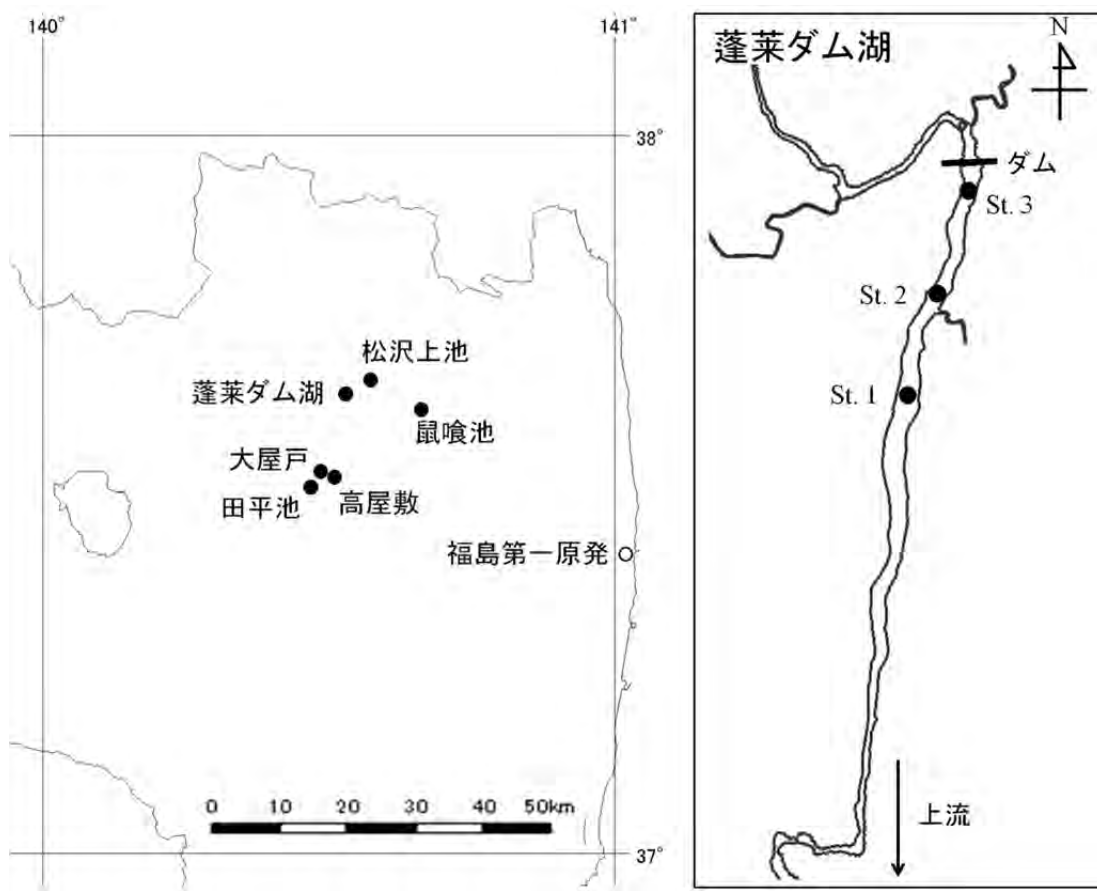 140°
141°
38°
松沢上池
蓬莱ダム湖
鼠喰池
大屋戸
高屋敷
田平池
福島第一原発
0 10 20 30 40 50km
37°
蓬莱ダム湖
N
ダム
St. 3
St. 2
St. 1
上流